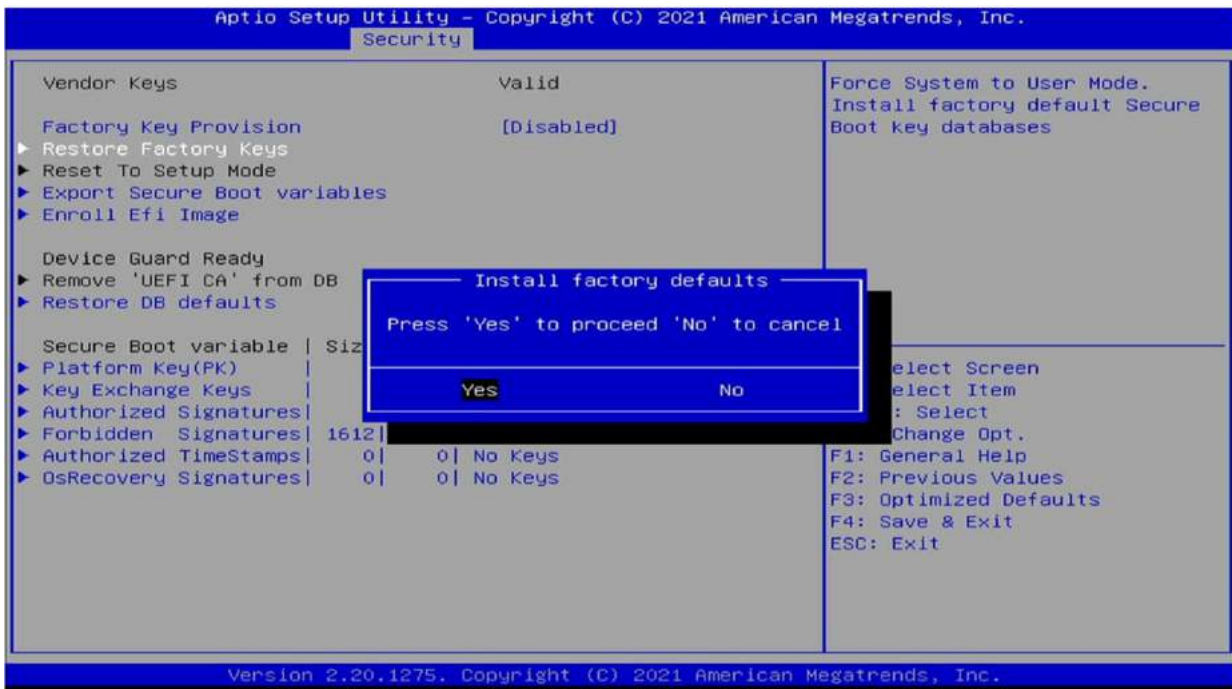 Aptio Setup Utility – Copyright (C) 2021 American Megatrends, Inc.
Security
Vendor Keys Valid
Factory Key Provision [Disabled]
Restore Factory Keys
Reset To Setup Mode
Export Secure Boot variables
Enroll Efi Image
Device Guard Ready
Remove 'UEFI CA' from DB
Restore DB defaults
Secure Boot variable | Siz
Platform Key(PK) |
Key Exchange Keys |
Authorized Signatures|
Forbidden Signatures| 1612|
Authorized TimeStamps| 0| 0| No Keys
OsRecovery Signatures| 0| 0| No Keys
Install factory defaults
Press 'Yes' to proceed 'No' to cancel
Yes No
Force System to User Mode.
Install factory default Secure
Boot key databases
elect Screen
elect Item
: Select
Change Opt.
F1: General Help
F2: Previous Values
F3: Optimized Defaults
F4: Save & Exit
ESC: Exit
Version 2.20.1275. Copyright (C) 2021 American Megatrends, Inc.